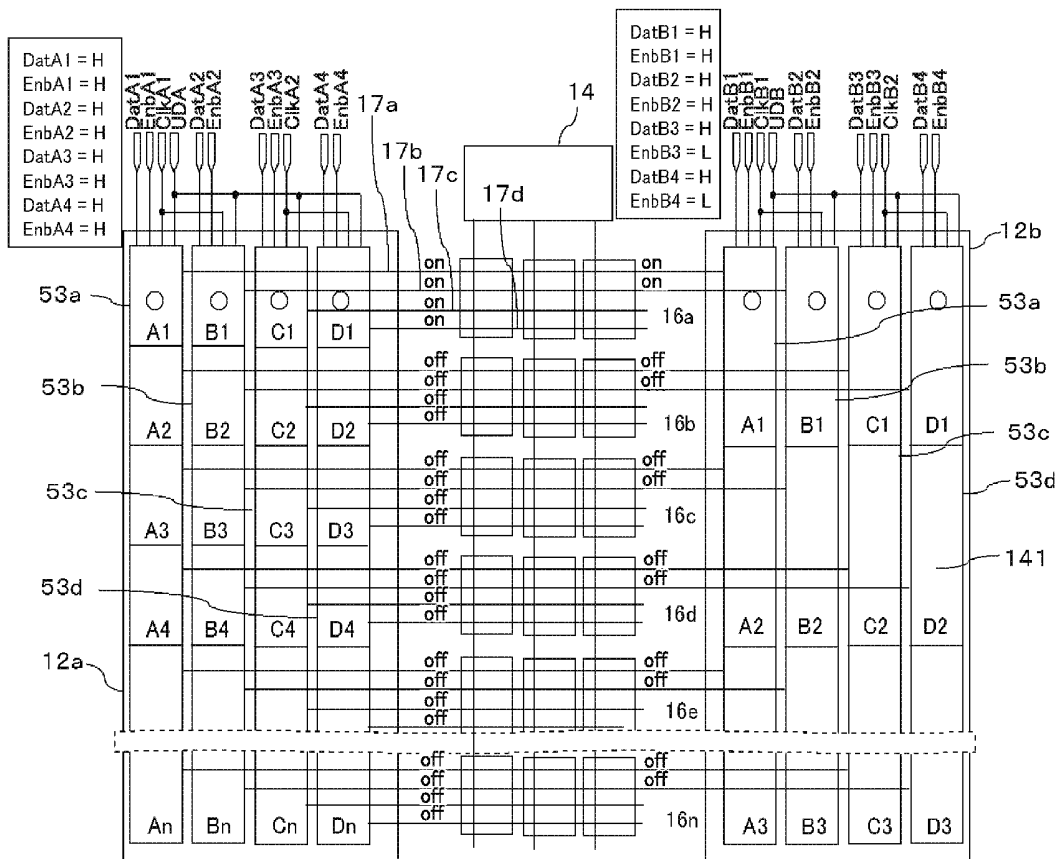 DatA1 = H
EnbA1 = H
DatA2 = H
EnbA2 = H
DatA3 = H
EnbA3 = H
DatA4 = H
EnbA4 = H
DatA1
EnbA1
ClkA1
UDA
DatA2
EnbA2
DatA3
EnbA3
ClkA2
DatA4
EnbA4
17a
17b
17c
17d
14
DatB1 = H
EnbB1 = H
DatB2 = H
EnbB2 = H
DatB3 = H
EnbB3 = L
DatB4 = H
EnbB4 = L
DatB1
EnbB1
ClkB1
UDB
DatB2
EnbB2
DatB3
EnbB3
ClkB2
DatB4
EnbB4
12b
53a
A1 B1 C1 D1
on on
on on
on
on
16a
53a
53b
A2 B2 C2 D2
off off
off off
off
off
16b
A1 B1 C1 D1
53b
53c
53d
53c
A3 B3 C3 D3
off off
off off
off
off
16c
53d
A4 B4 C4 D4
off off
off off
off
off
16d
141
A2 B2 C2 D2
12a
off off
off off
off
off
16e
An Bn Cn Dn
off off
off off
off
off
16n
A3 B3 C3 D3